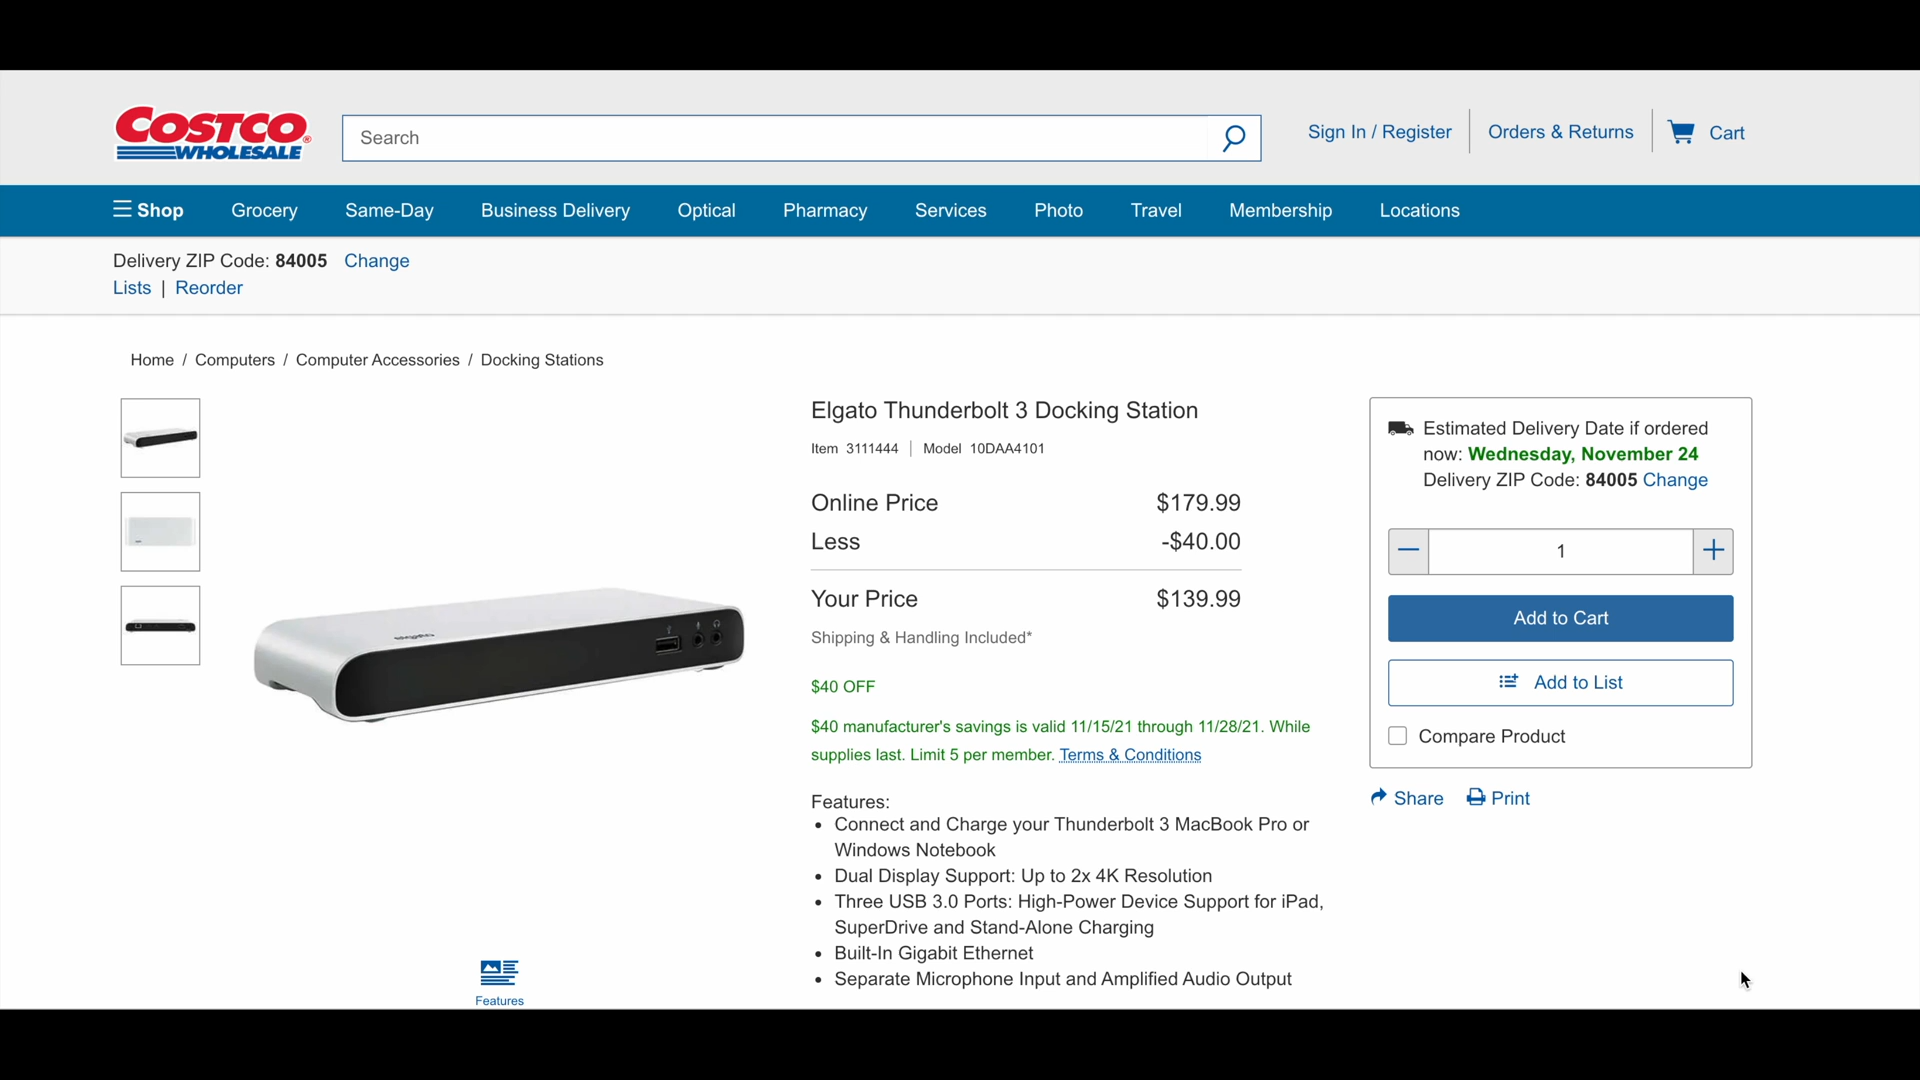 COSTCO
WHOLESALE
Search
Sign In / Register
Orders & Returns
Cart
Shop
Grocery
Same-Day
Business Delivery
Optical
Pharmacy
Services
Photo
Travel
Membership
Locations
Delivery ZIP Code: 84005 Change
Lists | Reorder
Home / Computers / Computer Accessories / Docking Stations
Elgato Thunderbolt 3 Docking Station
Item 3111444 | Model 10DAA4101
Online Price $179.99
Less -$40.00
Your Price $139.99
Shipping & Handling Included*
$40 OFF
$40 manufacturer's savings is valid 11/15/21 through 11/28/21. While
supplies last. Limit 5 per member. Terms & Conditions
Features:
• Connect and Charge your Thunderbolt 3 MacBook Pro or
Windows Notebook
• Dual Display Support: Up to 2x 4K Resolution
• Three USB 3.0 Ports: High-Power Device Support for iPad,
SuperDrive and Stand-Alone Charging
• Built-In Gigabit Ethernet
• Separate Microphone Input and Amplified Audio Output
Estimated Delivery Date if ordered
now: Wednesday, November 24
Delivery ZIP Code: 84005 Change
1
Add to Cart
Add to List
Compare Product
Share
Print
elgato
Features